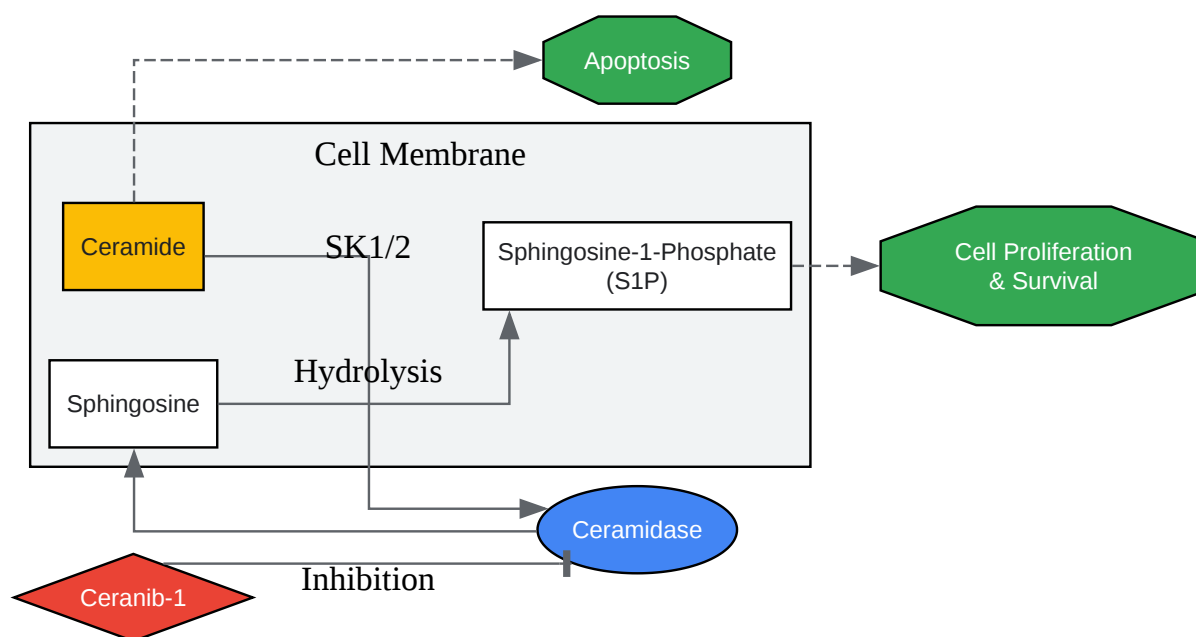 Apoptosis
Cell Membrane
Ceramide
SK1/2
Sphingosine-1-Phosphate
(S1P)
Cell Proliferation
& Survival
Hydrolysis
Sphingosine
Ceramidase
Inhibition
Ceranib-1